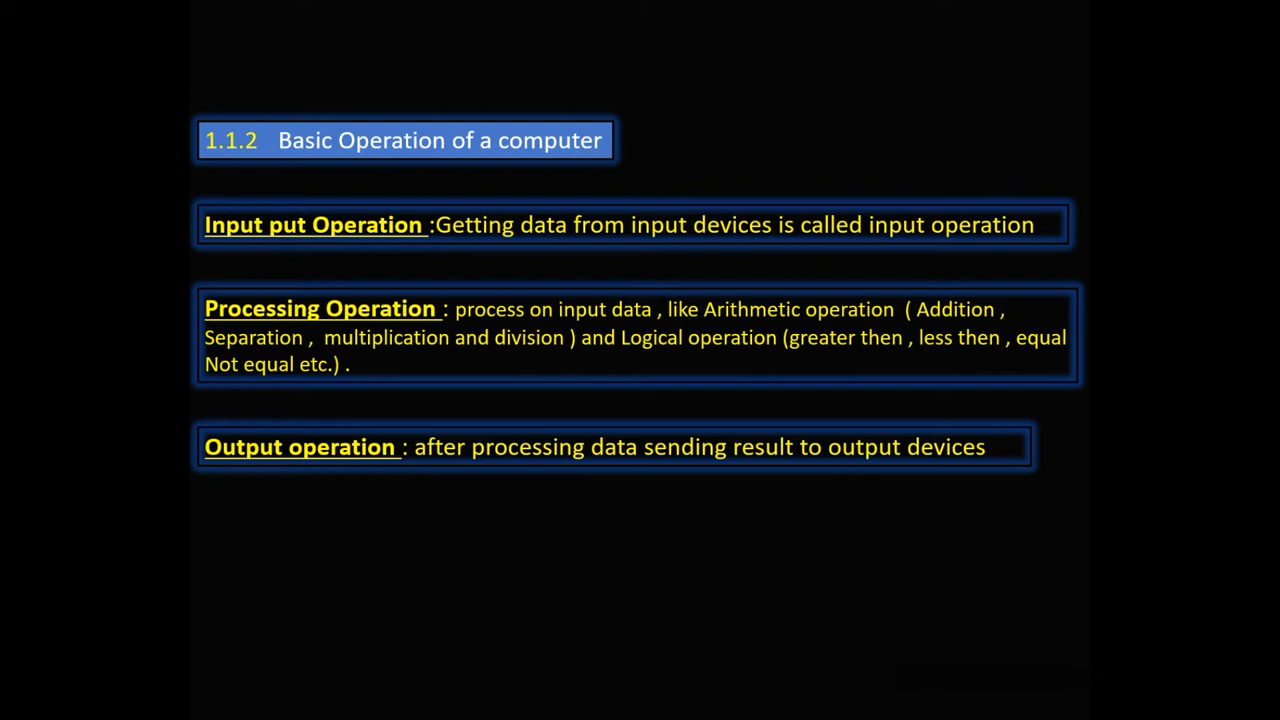 1.1.2 Basic Operation of a computer
Input put Operation :Getting data from input devices is called input operation
Processing Operation : process on input data , like Arithmetic operation ( Addition ,
Separation , multiplication and division ) and Logical operation (greater then , less then , equal
Not equal etc.) .
Output operation : after processing data sending result to output devices